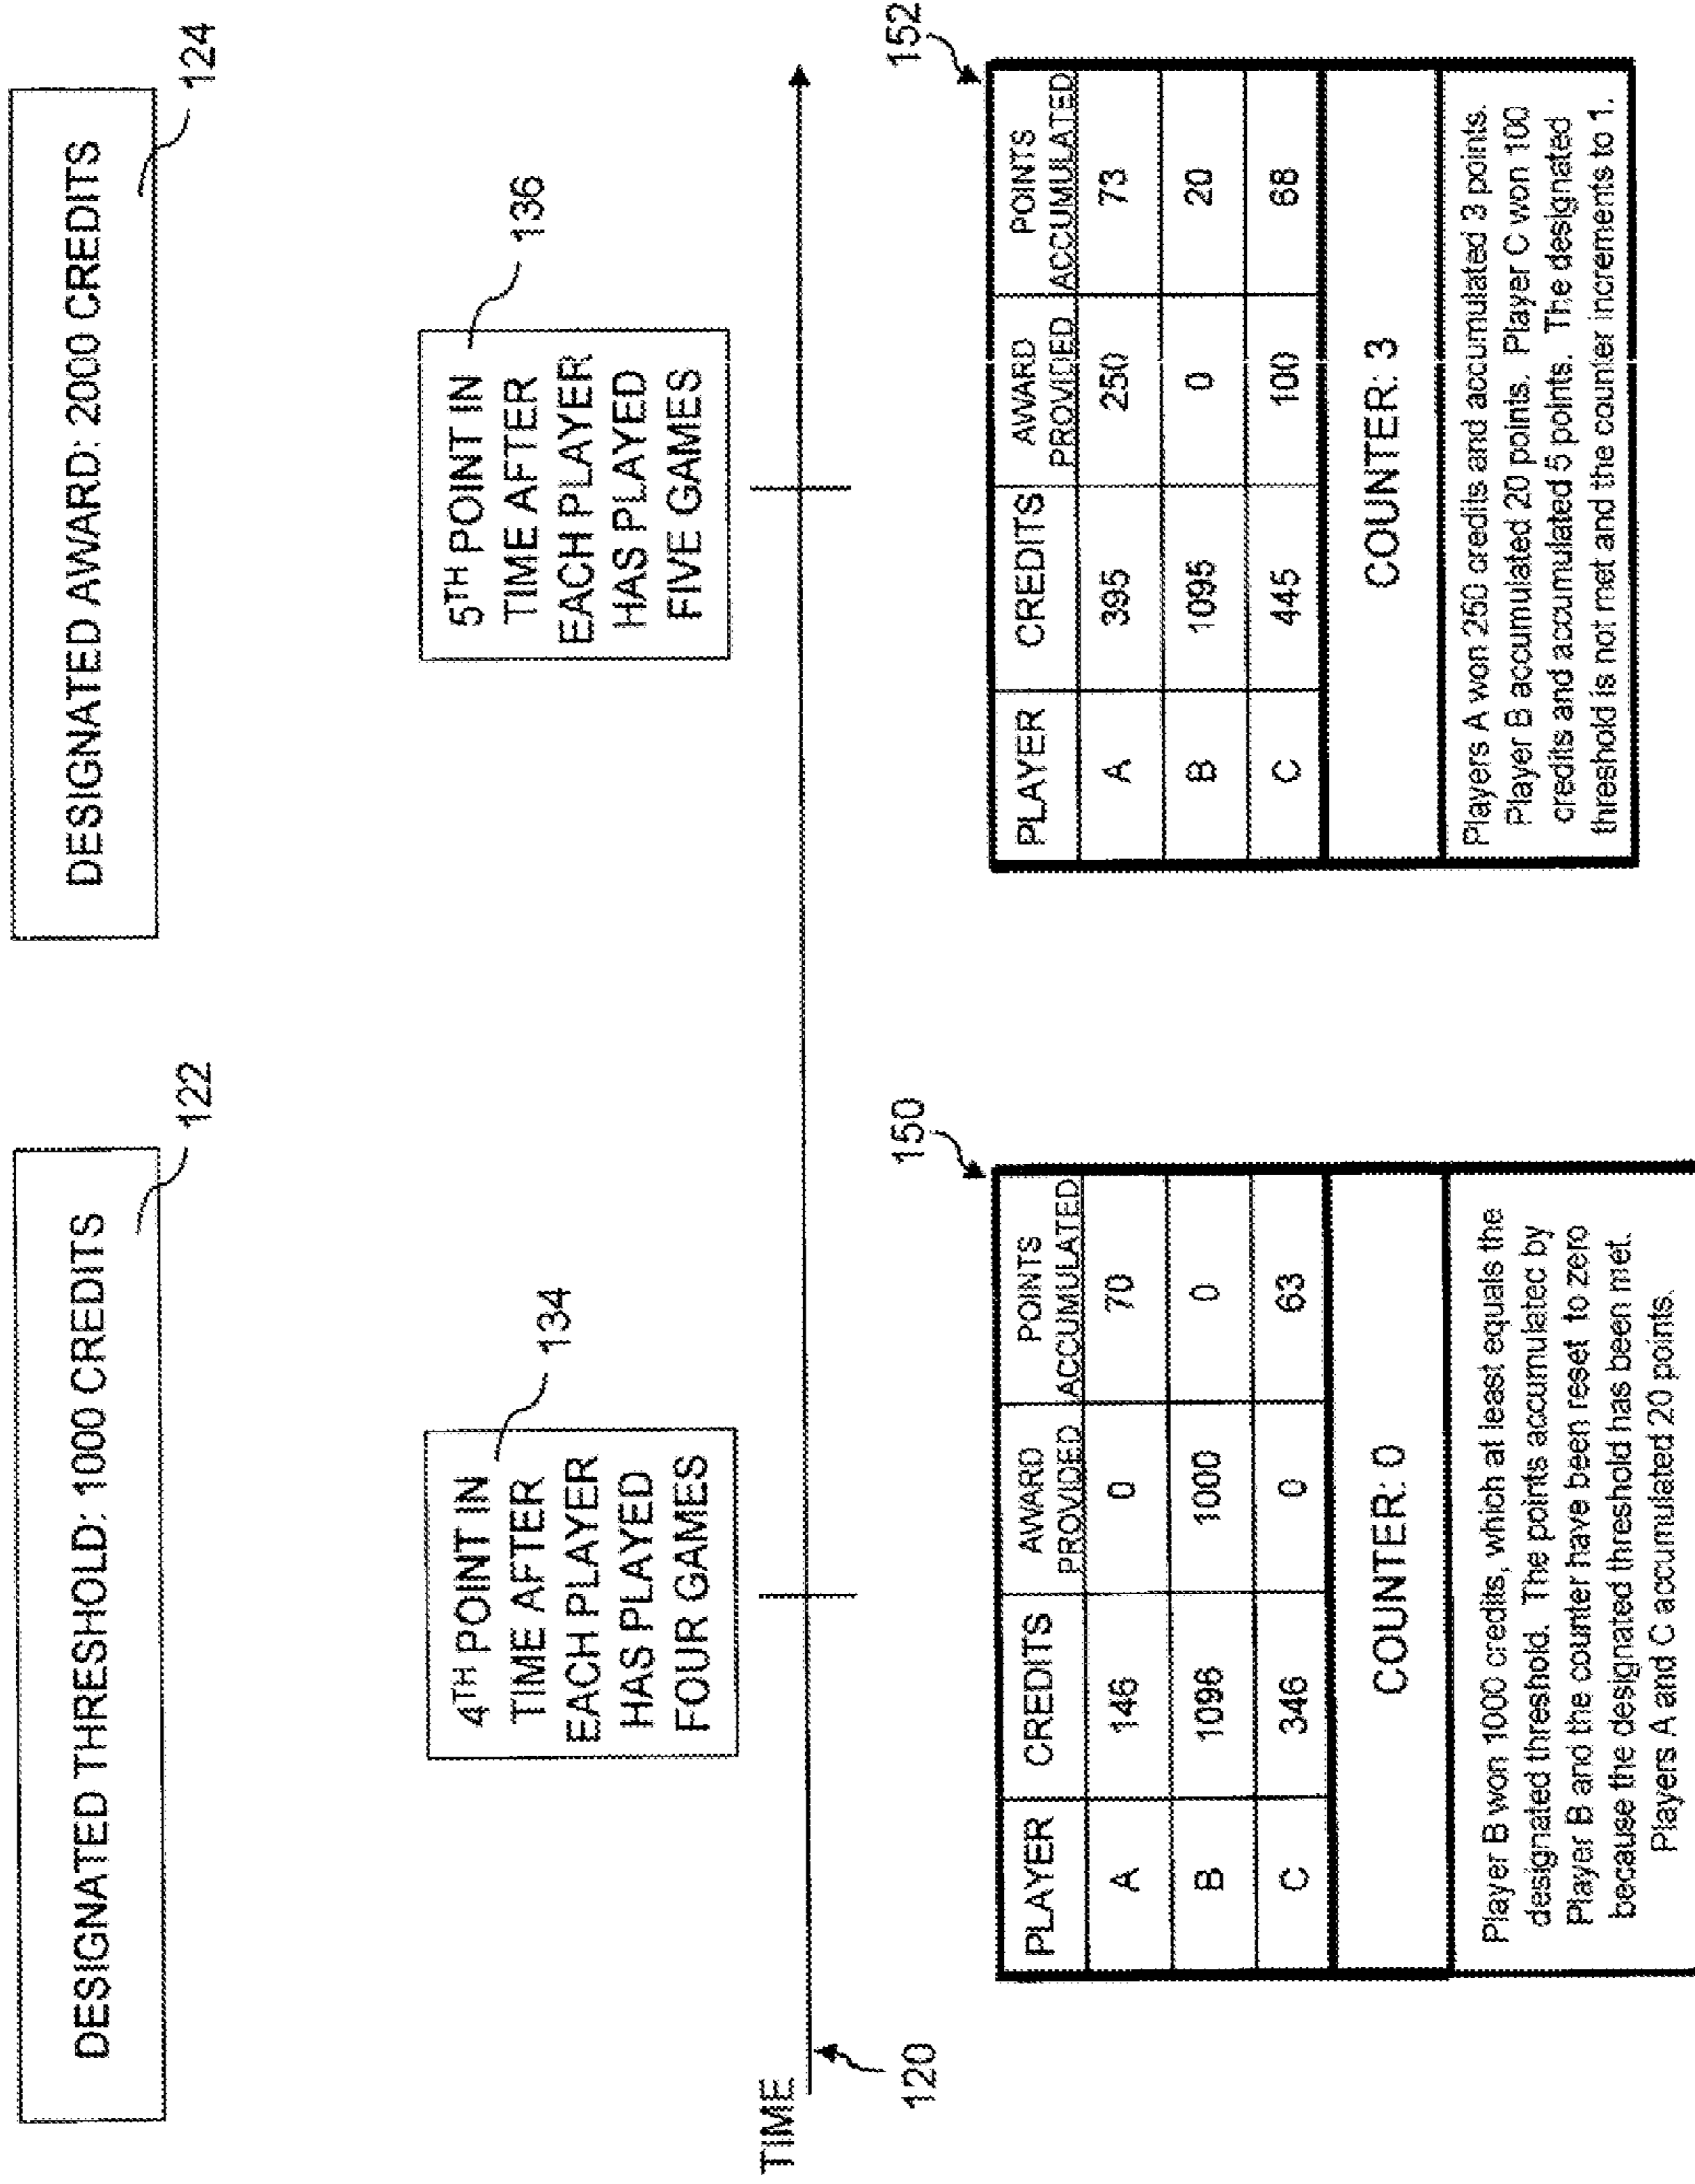 DESIGNATED THRESHOLD: 1000 CREDITS
122
DESIGNATED AWARD: 2000 CREDITS
124
4TH POINT IN
TIME AFTER
EACH PLAYER
HAS PLAYED
FOUR GAMES
134
5TH POINT IN
TIME AFTER
EACH PLAYER
HAS PLAYED
FIVE GAMES
136
TIME
120
150
PLAYER CREDITS AWARD PROVIDED POINTS ACCUMULATED
A 146 0 70
B 1096 1000 0
C 346 0 63
COUNTER: 0
Player B won 1000 credits, which at least equals the
designated threshold. The points accumulated by
Player B and the counter have been reset to zero
because the designated threshold has been met.
Players A and C accumulated 20 points.
152
PLAYER CREDITS AWARD PROVIDED POINTS ACCUMULATED
A 395 250 73
B 1095 0 20
C 445 100 68
COUNTER: 3
Players A won 250 credits and accumulated 3 points.
Player B accumulated 20 points. Player C won 100
credits and accumulated 5 points. The designated
threshold is not met and the counter increments to 1.